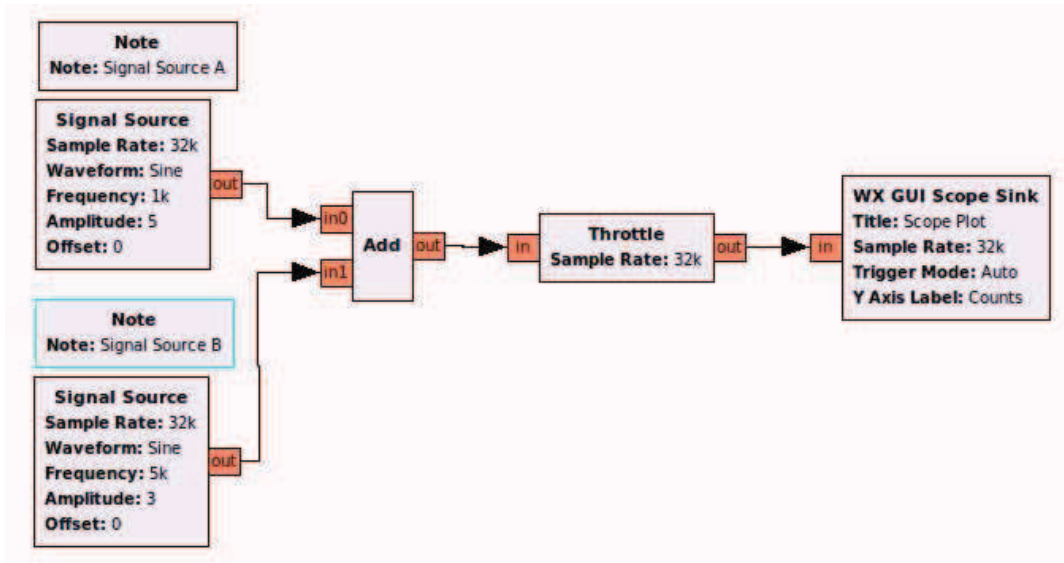 Note
Note: Signal Source A
Signal Source
Sample Rate: 32k
Waveform: Sine
Frequency: 1k
Amplitude: 5
Offset: 0
out
in0
in1
Add
out
in
Throttle
Sample Rate: 32k
out
in
WX GUI Scope Sink
Title: Scope Plot
Sample Rate: 32k
Trigger Mode: Auto
Y Axis Label: Counts
Note
Note: Signal Source B
Signal Source
Sample Rate: 32k
Waveform: Sine
Frequency: 5k
Amplitude: 3
Offset: 0
out